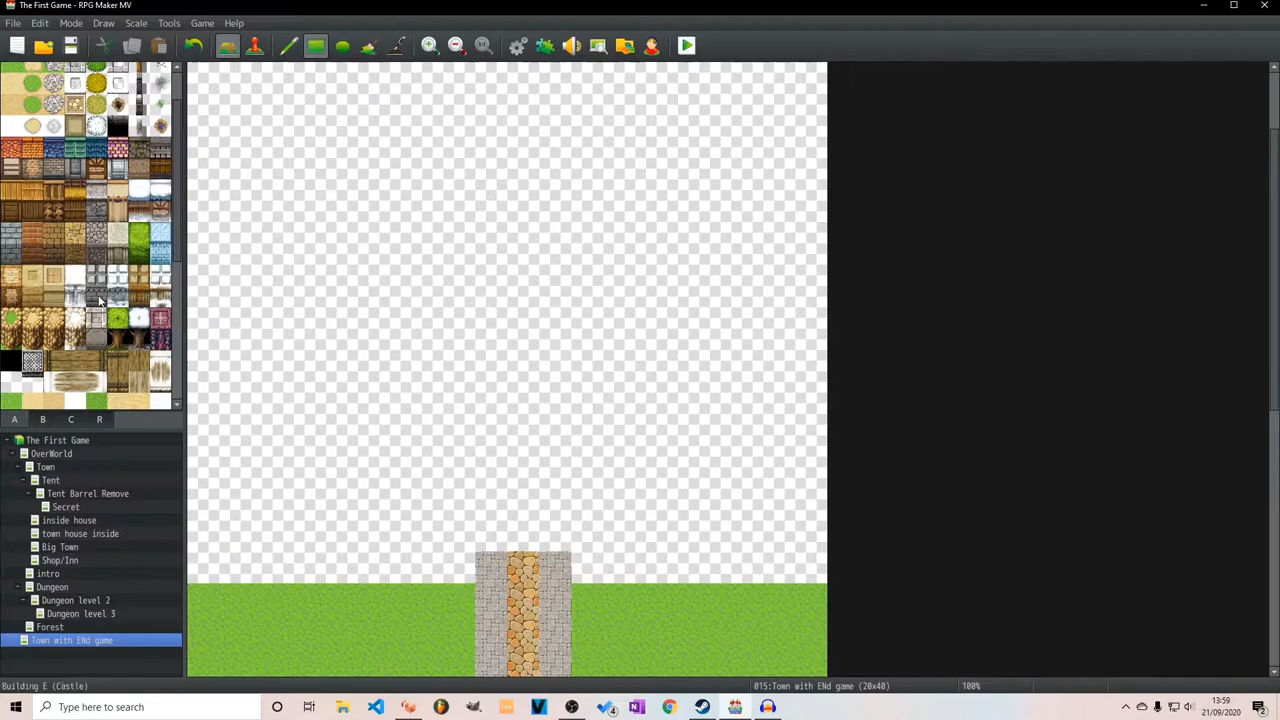 The First Game - RPG Maker MV
File Edit Mode Draw Scale Tools Game Help
A B C R
The First Game
OverWorld
Town
Tent
Tent Barrel Remove
Secret
inside house
town house inside
Big Town
Shop/Inn
intro
Dungeon
Dungeon level 2
Dungeon level 3
Forest
Town with ENd game
Building E (Castle) 015:Town with ENd game (20x40) 100%
Type here to search
13:59
21/09/2020